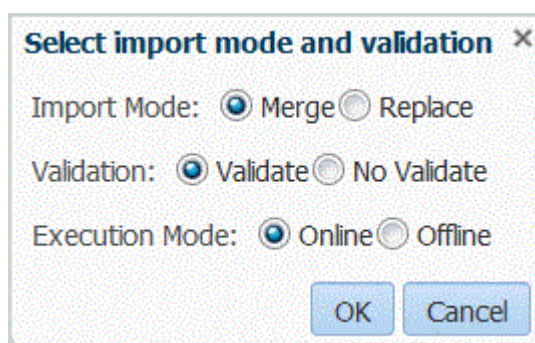 Select import mode and validation ×
Import Mode: Merge Replace
Validation: Validate No Validate
Execution Mode: Online Offline
OK Cancel